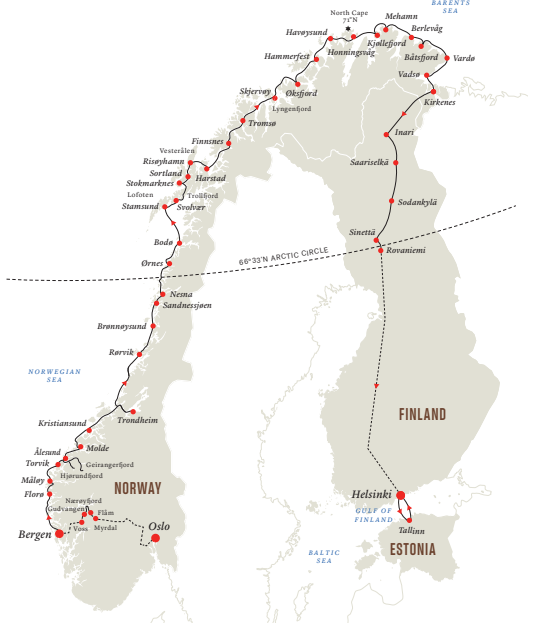 BARENTS
SEA
North Cape
71°N
Mehamn
Berlevåg
Havøysund
Honningsvåg
Kjøllefjord
Båtsfjord
Vardø
Hammerfest
Vadsø
Skjervøy
Øksfjord
Kirkenes
Lyngenfjord
Tromsø
Inari
Finnsnes
Vesterålen
Risøyhamn
Saariselkä
Sortland
Harstad
Stokmarknes
Lofoten
Trollfjord
Stamsund
Svolvær
Sodankylä
Bodø
Sinettä
Rovaniemi
66°33'N ARCTIC CIRCLE
Ørnes
Nesna
Sandnessjøen
Brønnøysund
Rørvik
NORWEGIAN
SEA
Trondheim
FINLAND
Kristiansund
Molde
Ålesund
Torvik
Geirangerfjord
Hjørundfjord
Måløy
NORWAY
Florø
Nærøyfjord
Gudvangen
Flåm
Voss
Myrdal
Bergen
Oslo
Helsinki
GULF OF
FINLAND
Tallinn
BALTIC
SEA
ESTONIA